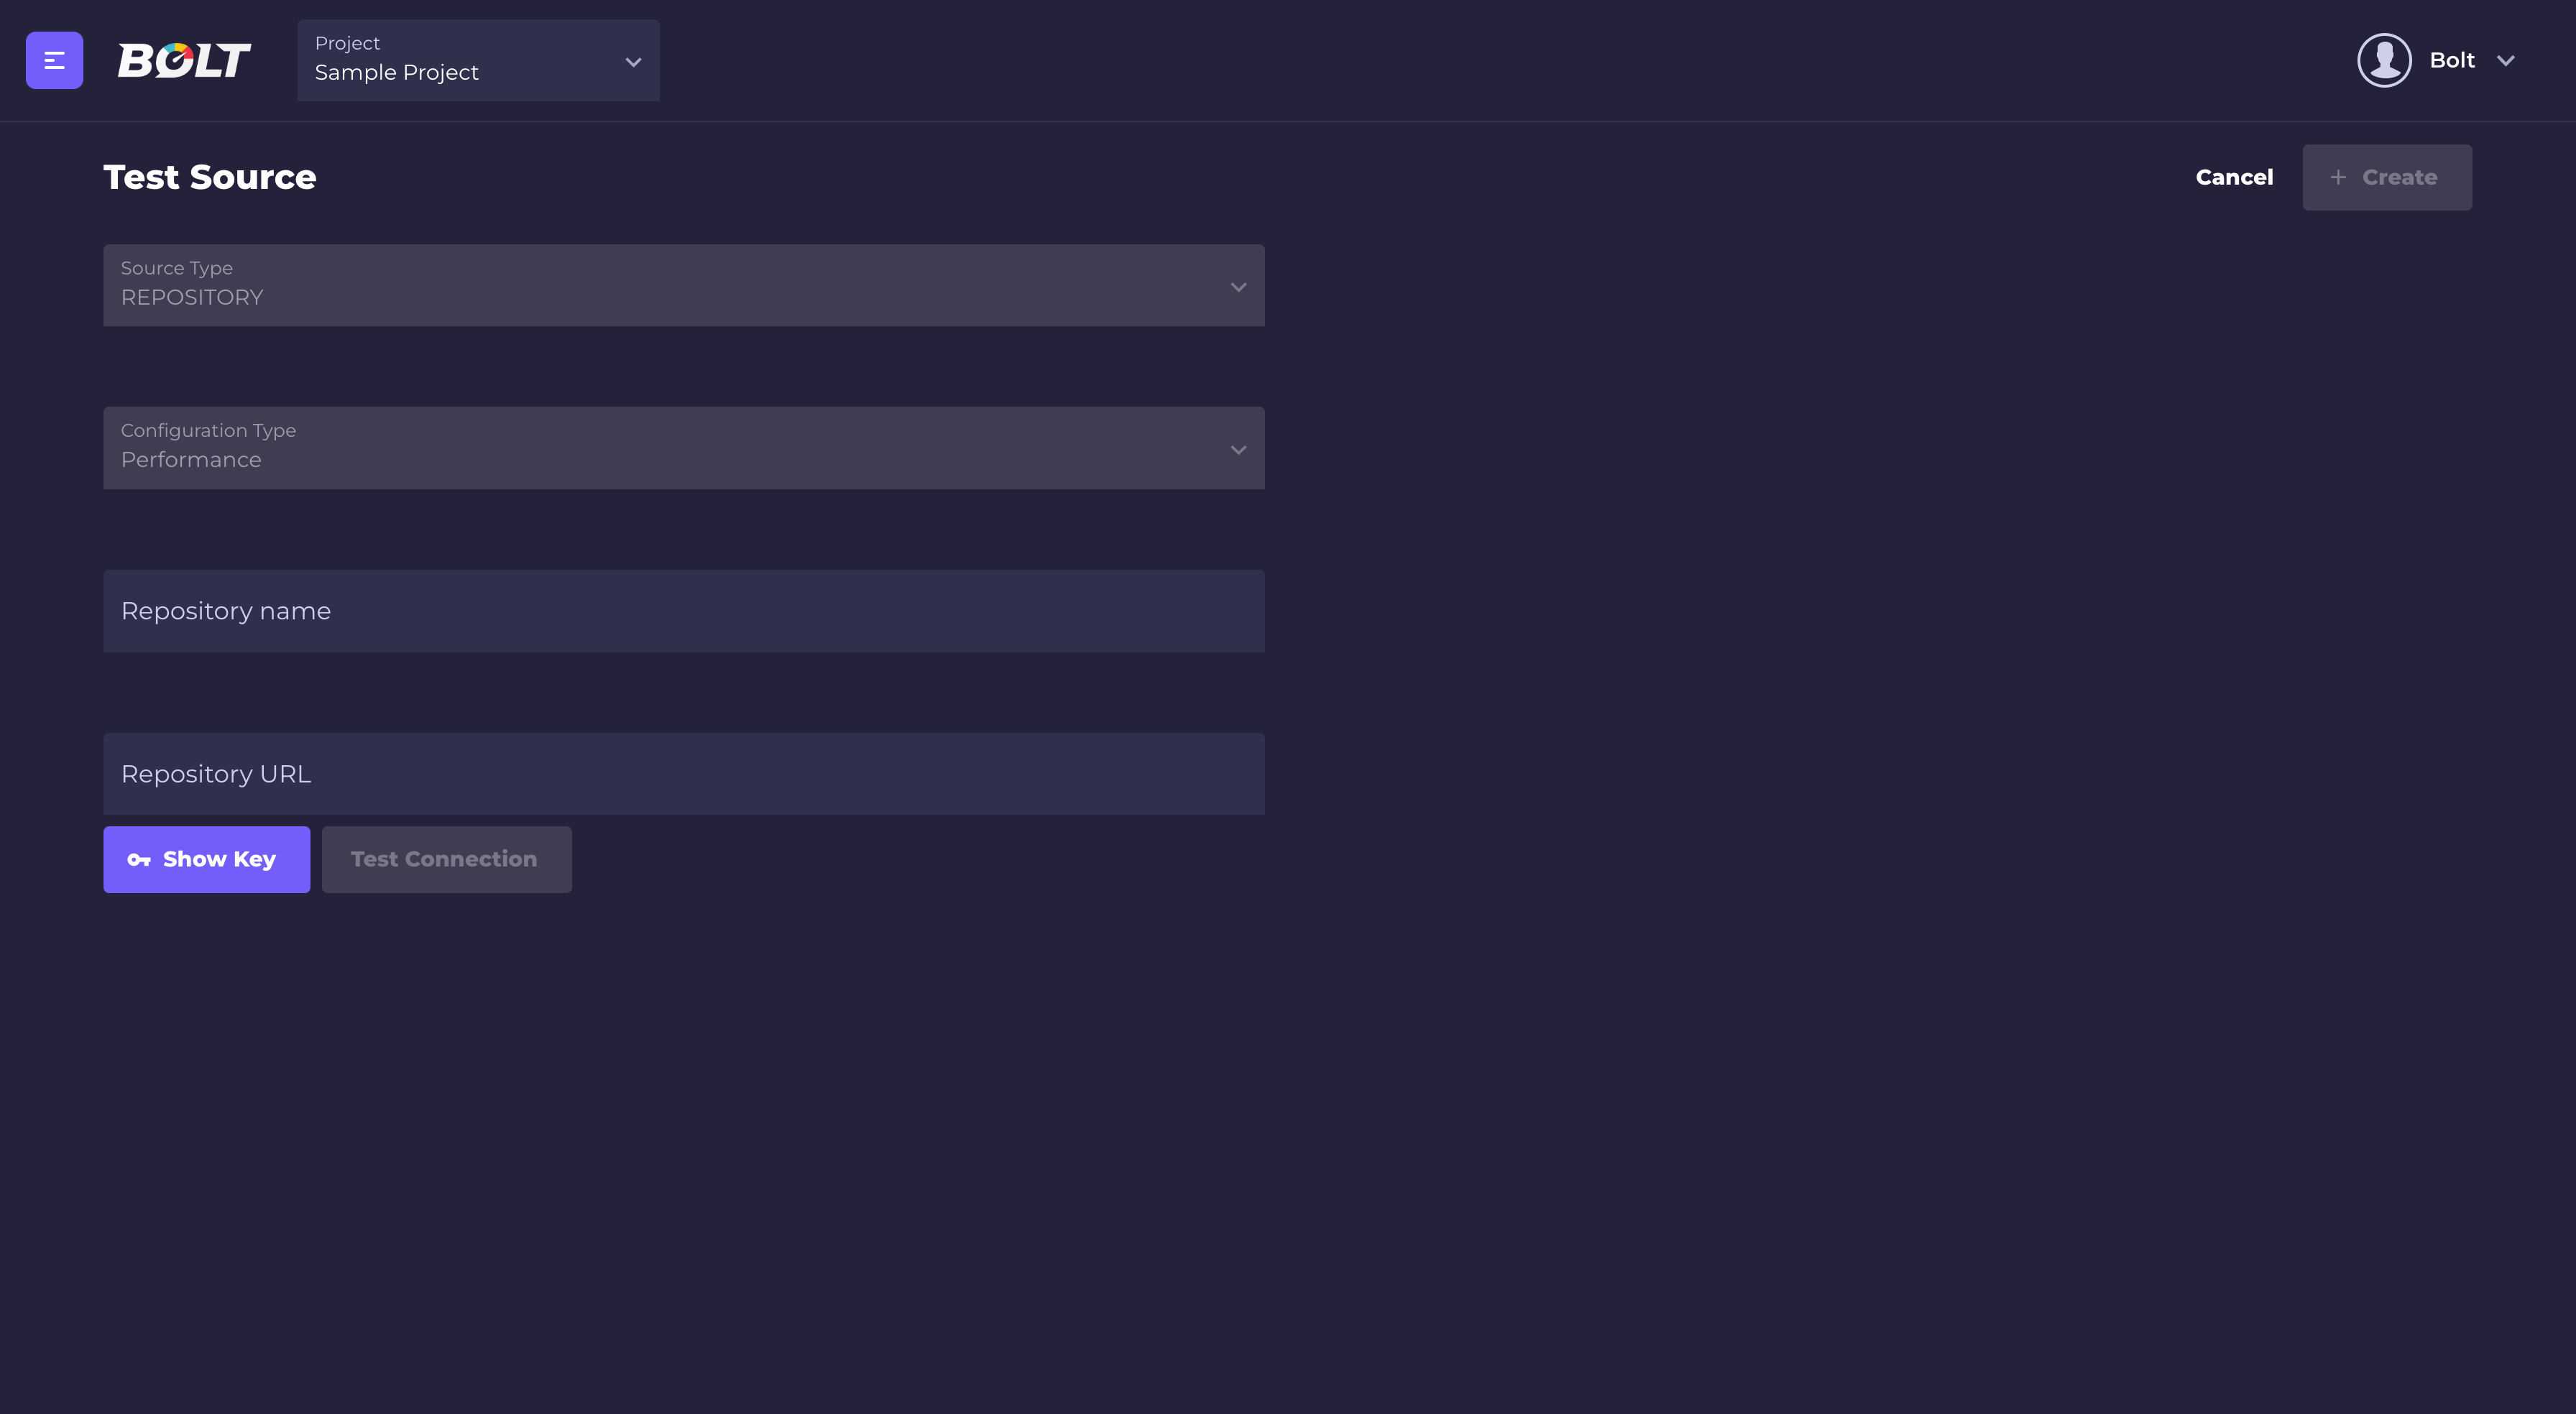 BOLT
Project
Sample Project
Bolt
Test Source
Cancel
Create
Source Type
REPOSITORY
Configuration Type
Performance
Repository name
Repository URL
Show Key
Test Connection